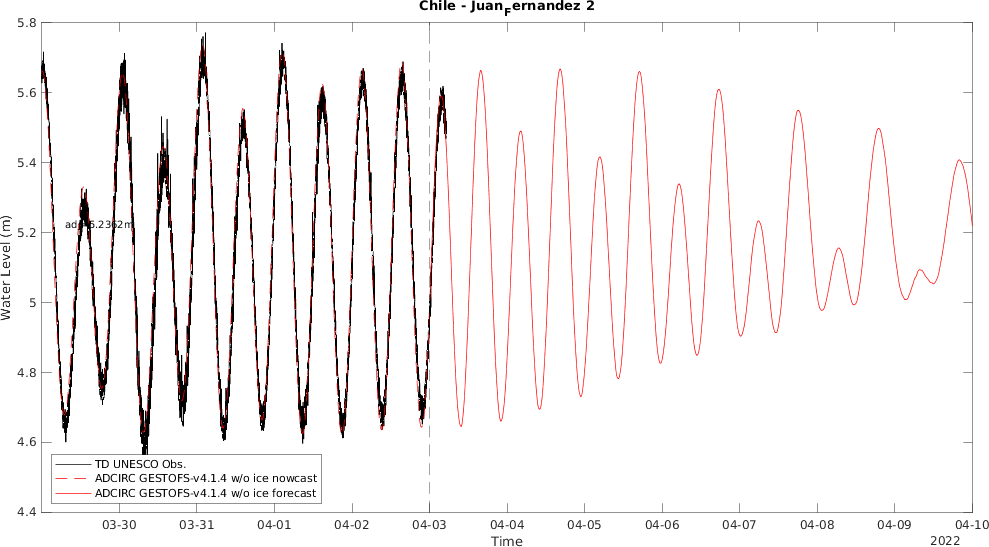 Chile - Juan_Fernandez 2
5.8
5.6
5.4
5.2
5
4.8
4.6
4.4
Water Level (m)
5.2362m
TD UNESCO Obs.
ADCIRC GESTOFS-v4.1.4 w/o ice nowcast
ADCIRC GESTOFS-v4.1.4 w/o ice forecast
03-30 03-31 04-01 04-02 04-03 04-04 04-05 04-06 04-07 04-08 04-09 04-10
Time
2022